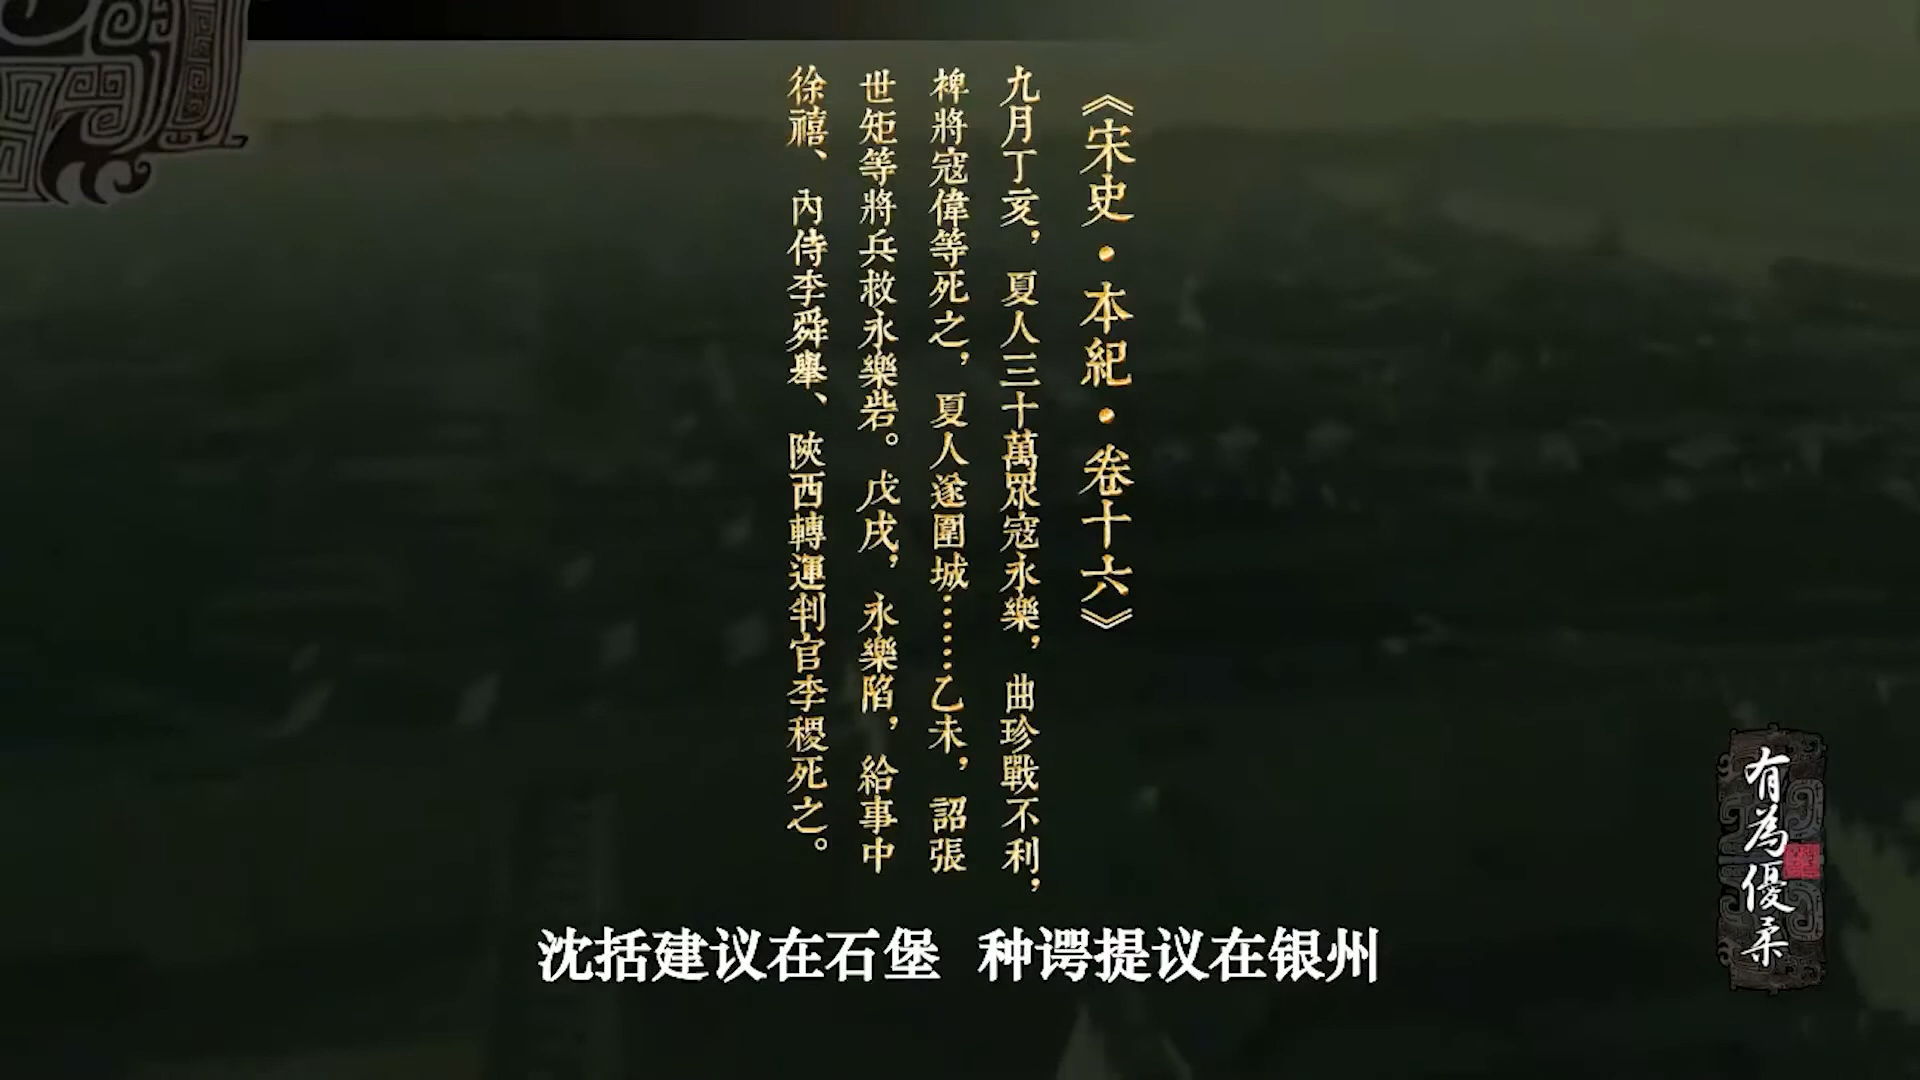 《宋史·本紀·卷十六》
九月丁亥，夏人三十萬眾寇永樂，曲珍戰不利，
裨將寇偉等死之，夏人遂圍城……乙未，詔張
世矩等將兵救永樂砦。戊戌，永樂陷，給事中
徐禧、內侍李舜舉、陝西轉運判官李稷死之。
沈括建议在石堡 种谔提议在银州
有為優柔